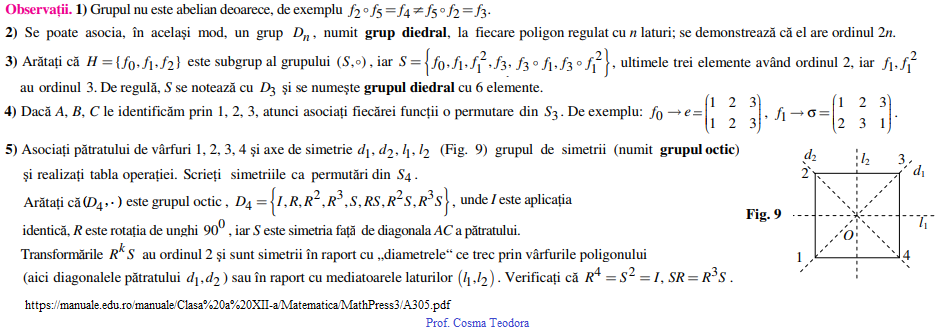 Observații. 1) Grupul nu este abelian deoarece, de exemplu f₂∘f₅=f₄≠f₅∘f₂=f₃.
2) Se poate asocia, în același mod, un grup Dₙ, numit grup diedral, la fiecare poligon regulat cu n laturi; se demonstrează că el are ordinul 2n.
3) Arătați că H={f₀,f₁,f₂} este subgrup al grupului (S,∘), iar S={f₀,f₁,f₁²,f₃, f₃∘f₁,f₃∘f₁²}, ultimele trei elemente având ordinul 2, iar f₁,f₁²
au ordinul 3. De regulă, S se notează cu D₃ și se numește grupul diedral cu 6 elemente.
4) Dacă A, B, C le identificăm prin 1, 2, 3, atunci asociați fiecărei funcții o permutare din S₃. De exemplu: f₀→e=(1 2 3 / 1 2 3), f₁→σ=(1 2 3 / 2 3 1).
5) Asociați pătratului de vârfuri 1, 2, 3, 4 și axe de simetrie d₁, d₂, l₁, l₂ (Fig. 9) grupul de simetrii (numit grupul octic)
și realizați tabla operației. Scrieți simetriile ca permutări din S₄.
Arătați că (D₄,·) este grupul octic, D₄={I,R,R²,R³,S,RS,R²S,R³S}, unde I este aplicația
identică, R este rotația de unghi 90⁰, iar S este simetria față de diagonala AC a pătratului.
Transformările RᵏS au ordinul 2 și sunt simetrii în raport cu „diametrele“ ce trec prin vârfurile poligonului
(aici diagonalele pătratului d₁,d₂) sau în raport cu mediatoarele laturilor (l₁,l₂). Verificați că R⁴=S²=I, SR=R³S.
d₂ l₂ 3
2 d₁
Fig. 9 l₁
O
1 4
https://manuale.edu.ro/manuale/Clasa%20a%20XII-a/Matematica/MathPress3/A305.pdf
Prof. Cosma Teodora